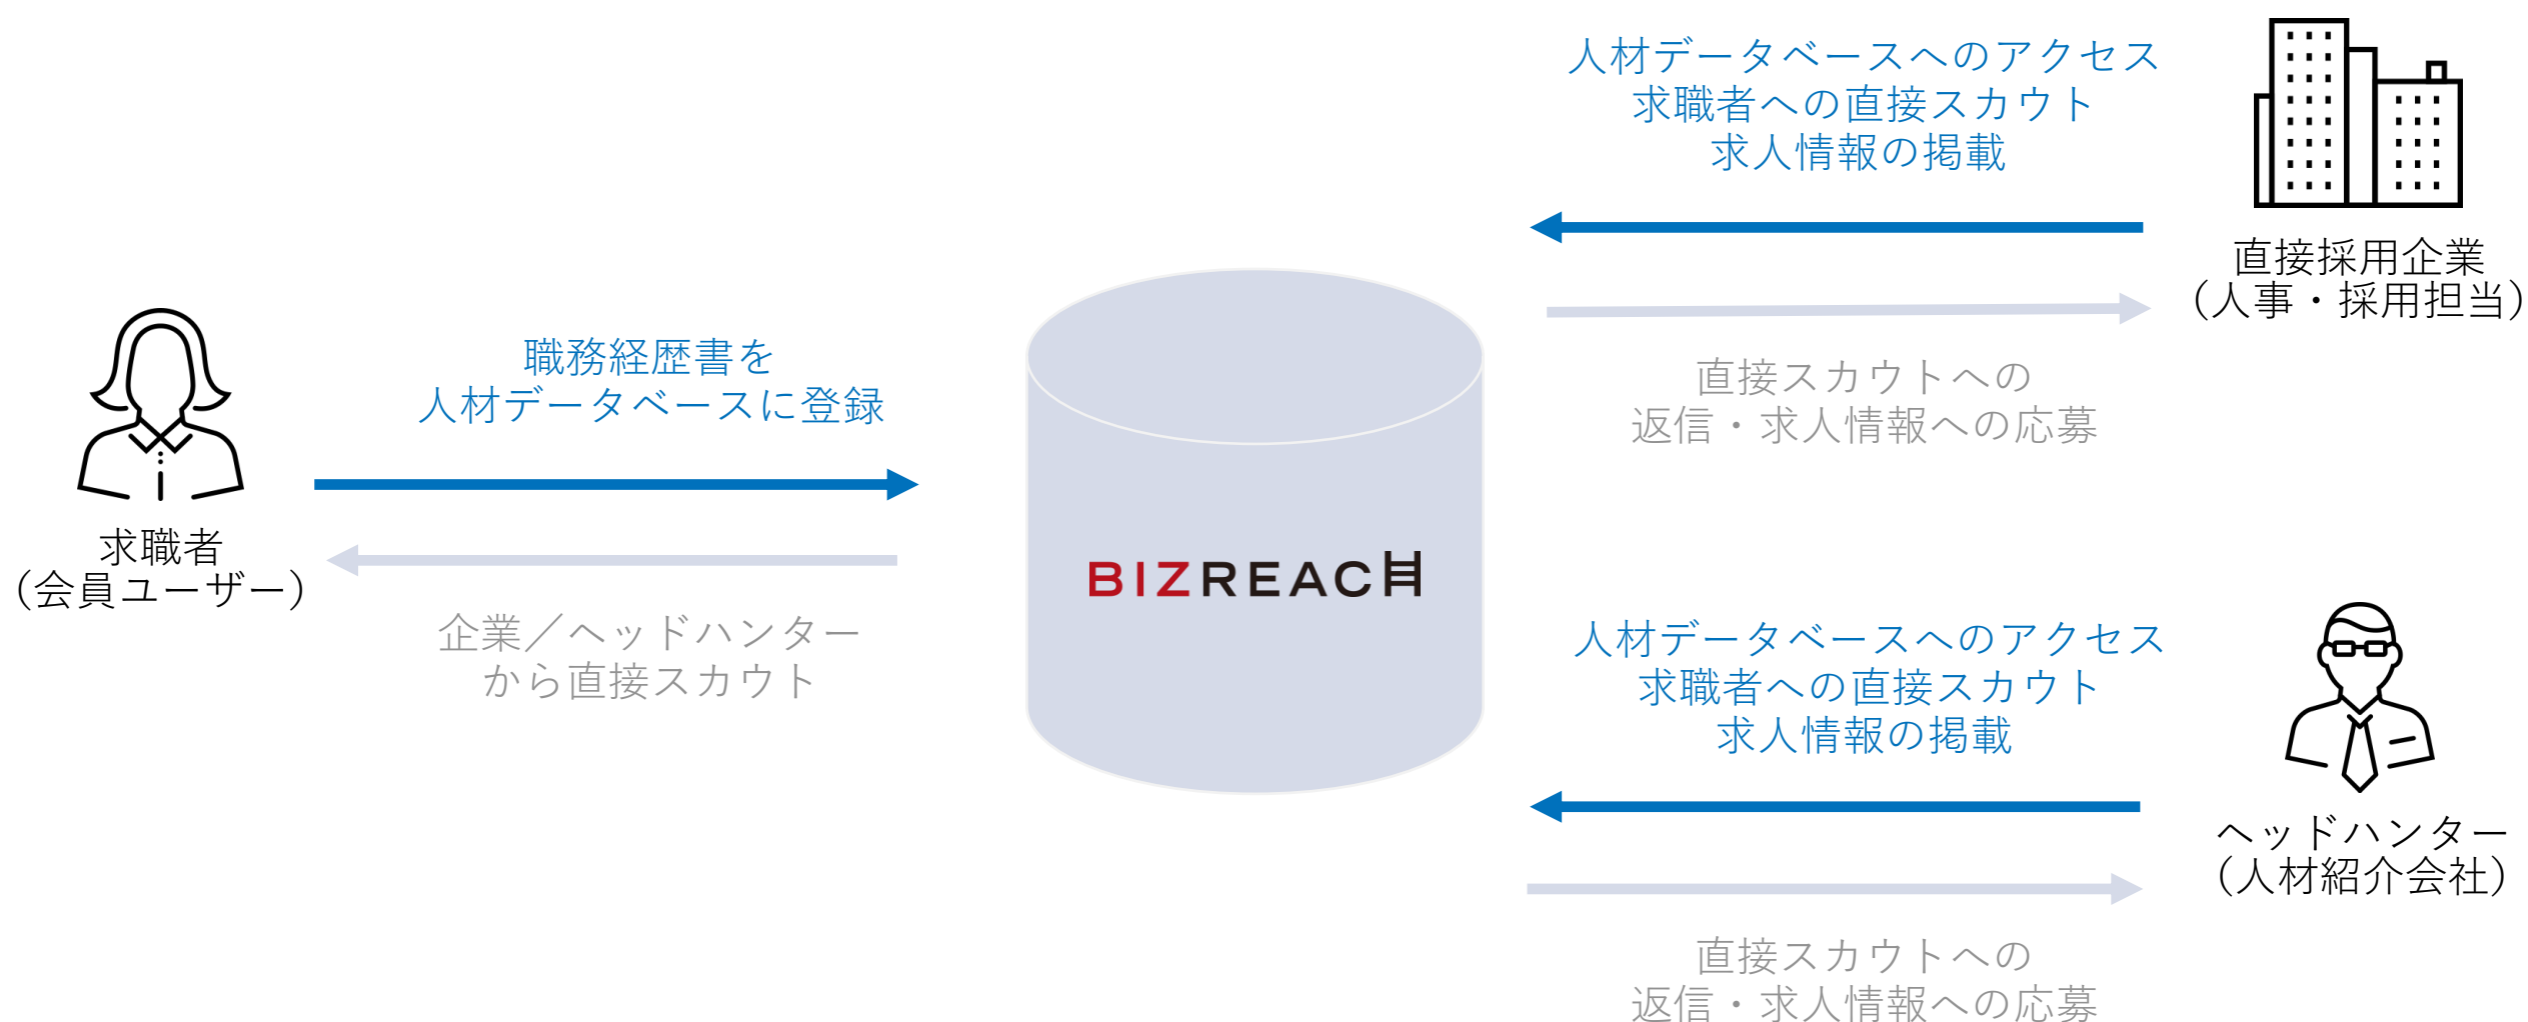 人材データベースへのアクセス
求職者への直接スカウト
求人情報の掲載
直接採用企業
（人事・採用担当）
直接スカウトへの
返信・求人情報への応募
職務経歴書を
人材データベースに登録
求職者
（会員ユーザー）
企業／ヘッドハンター
から直接スカウト
BIZREACH
人材データベースへのアクセス
求職者への直接スカウト
求人情報の掲載
ヘッドハンター
（人材紹介会社）
直接スカウトへの
返信・求人情報への応募